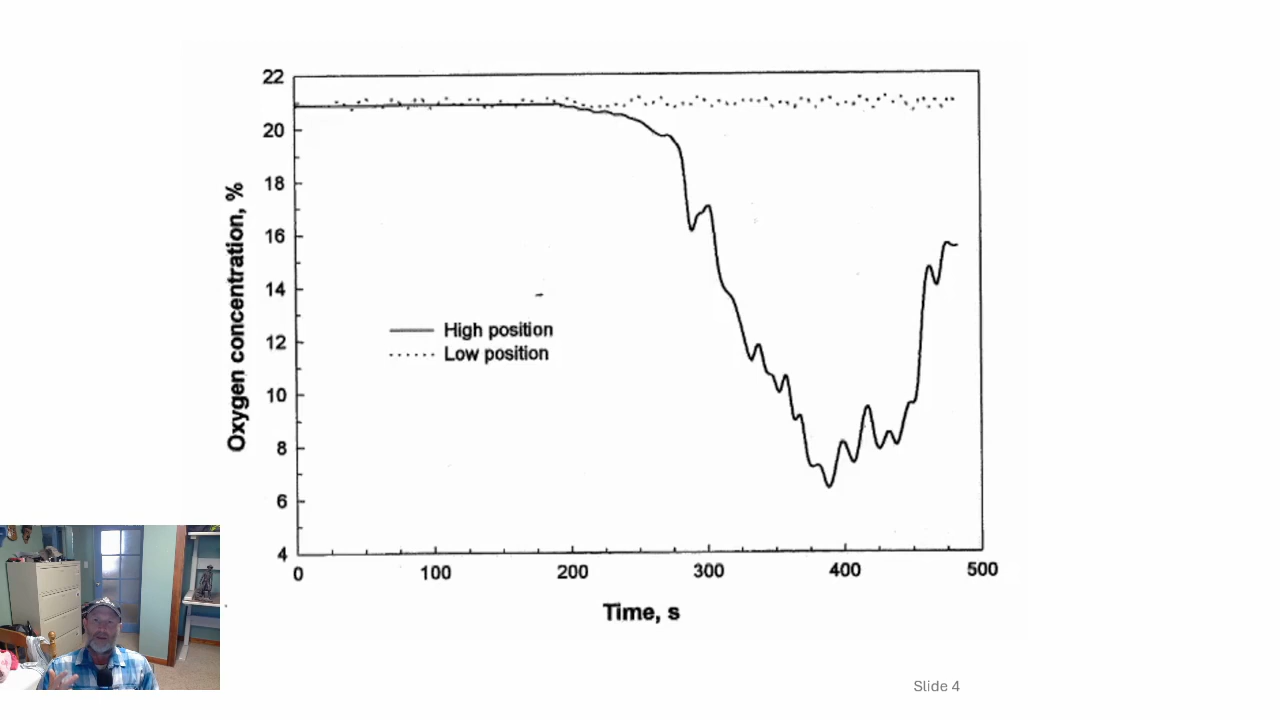 22
20
18
16
14
12
10
8
6
4
Oxygen concentration, %
High position
Low position
0 100 200 300 400 500
Time, s
Slide 4